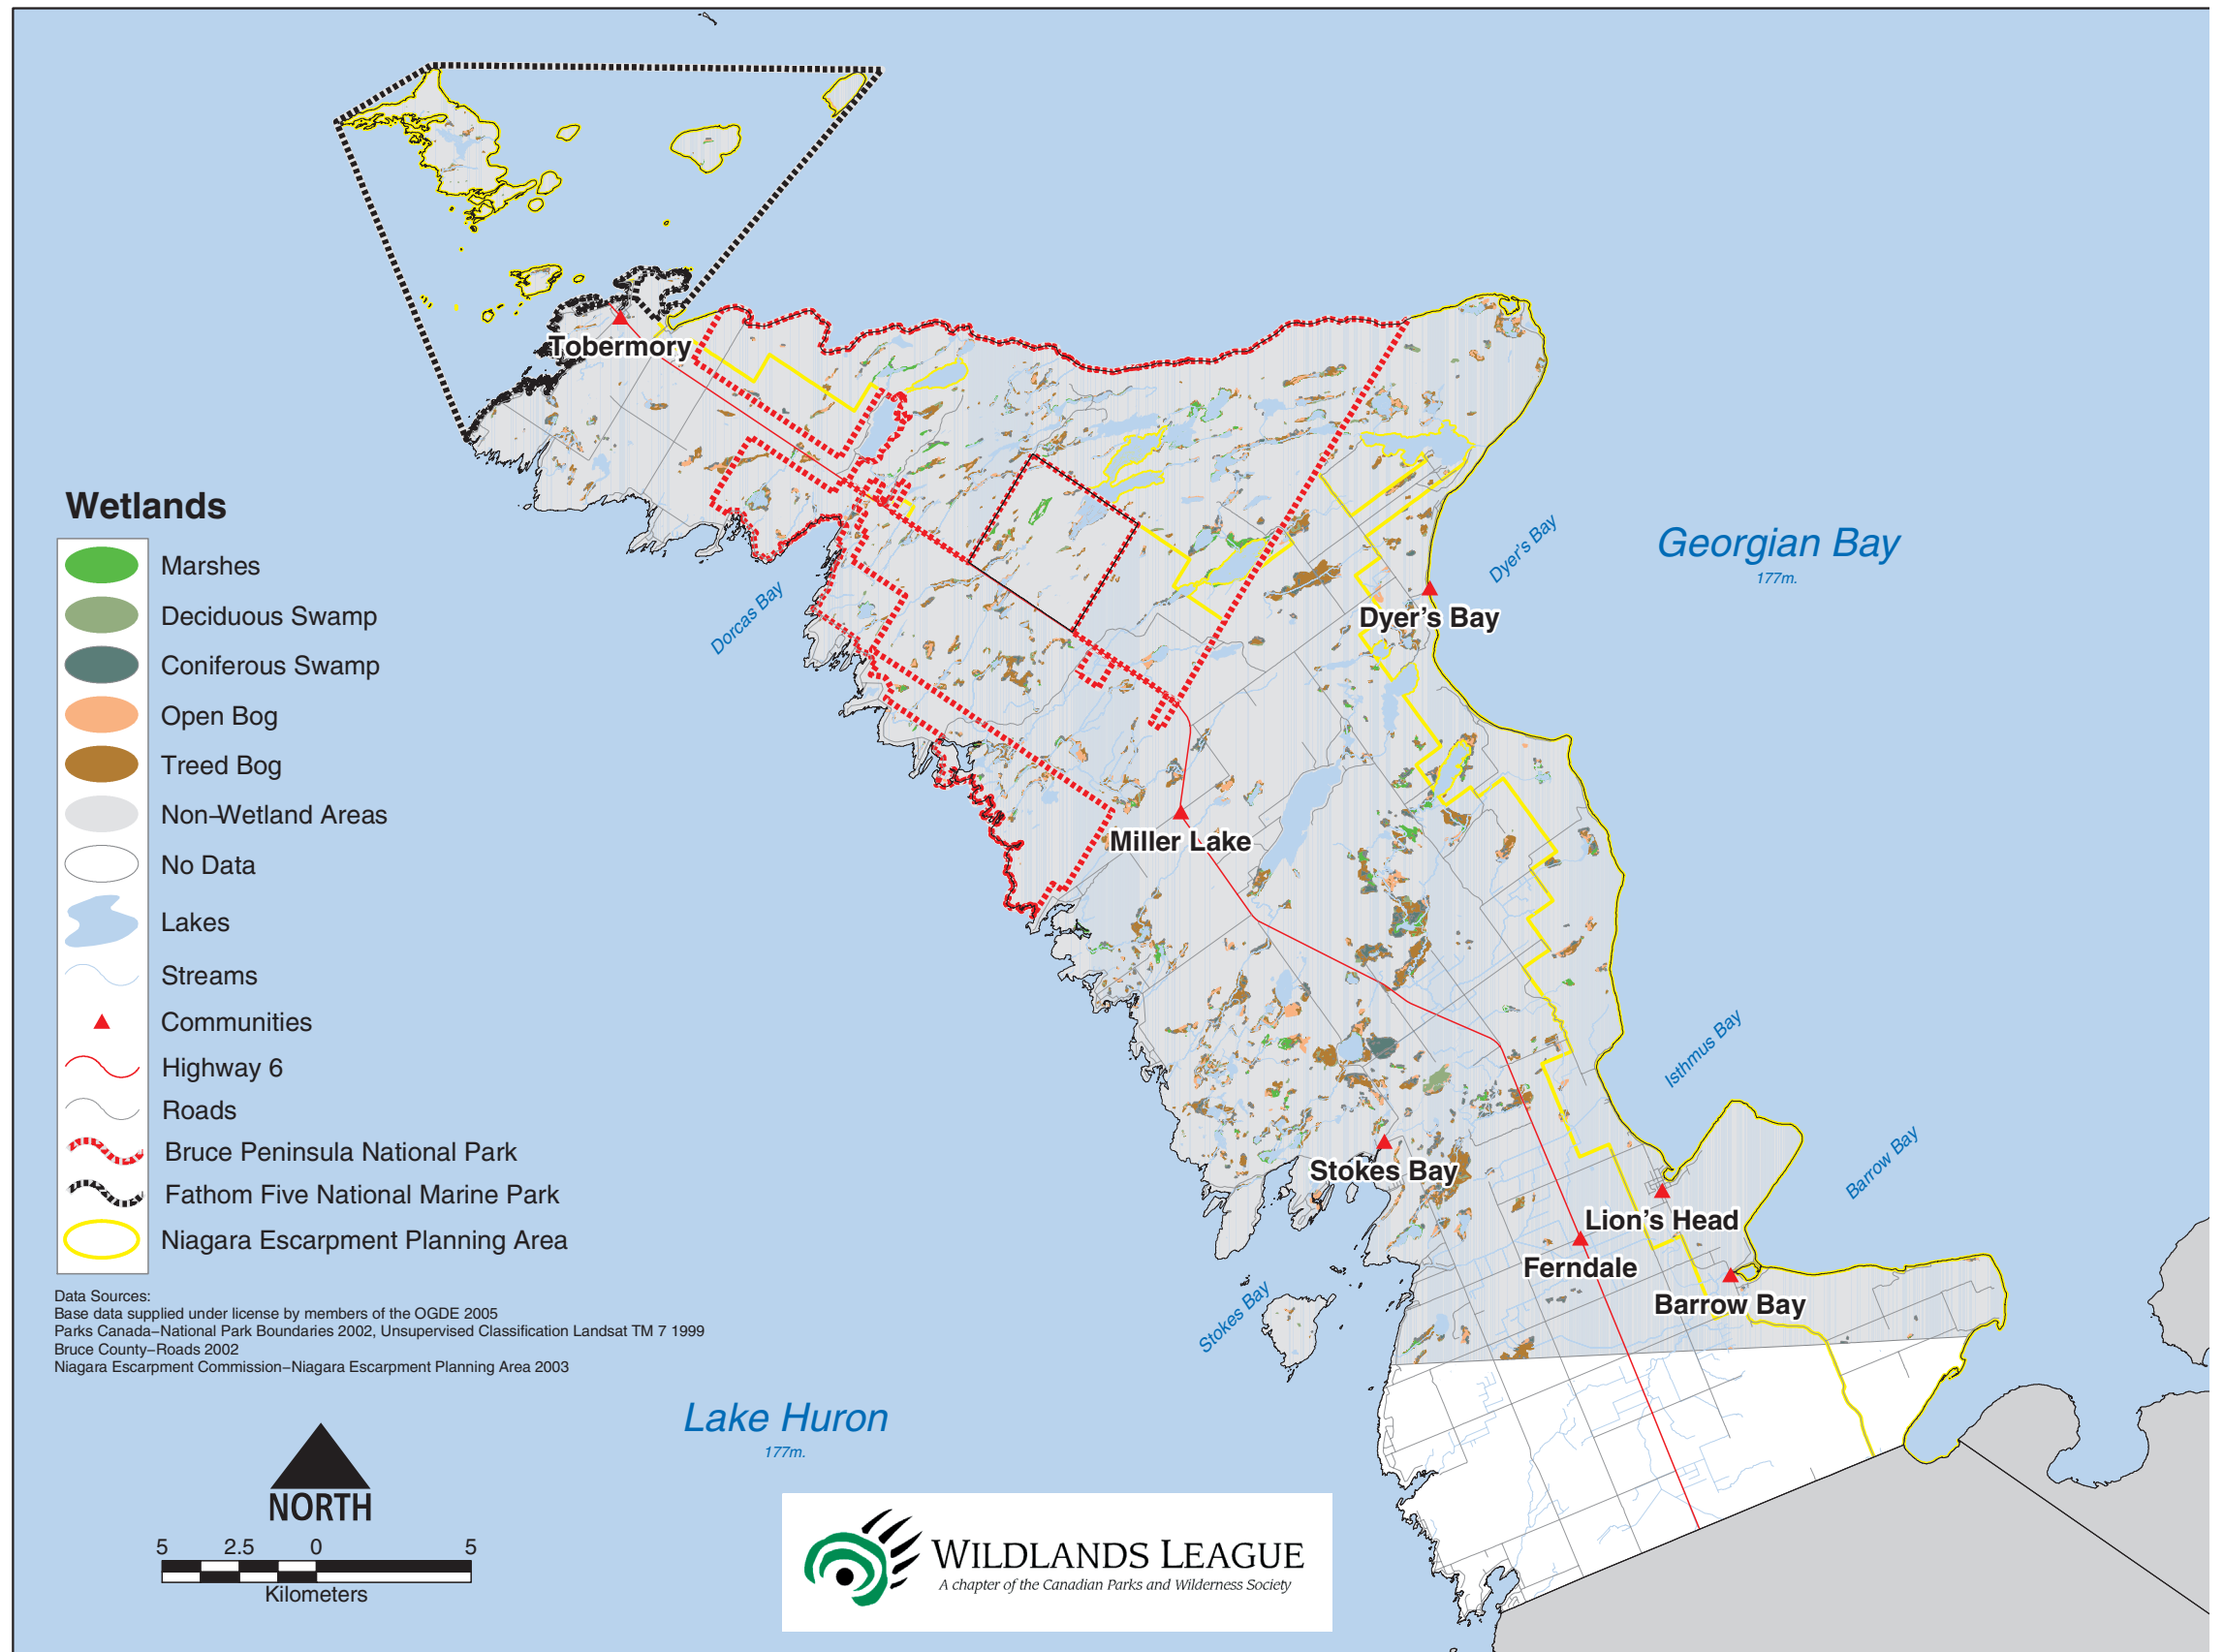 Tobermory
Georgian Bay
177m.
Dyer's Bay
Dyer's Bay
Dorcas Bay
Miller Lake
Isthmus Bay
Barrow Bay
Stokes Bay
Lion's Head
Ferndale
Barrow Bay
Stokes Bay
Lake Huron
177m.
Wetlands
Marshes
Deciduous Swamp
Coniferous Swamp
Open Bog
Treed Bog
Non-Wetland Areas
No Data
Lakes
Streams
Communities
Highway 6
Roads
Bruce Peninsula National Park
Fathom Five National Marine Park
Niagara Escarpment Planning Area
Data Sources:
Base data supplied under license by members of the OGDE 2005
Parks Canada-National Park Boundaries 2002, Unsupervised Classification Landsat TM 7 1999
Bruce County-Roads 2002
Niagara Escarpment Commission-Niagara Escarpment Planning Area 2003
NORTH
5 2.5 0 5
Kilometers
WILDLANDS LEAGUE
A chapter of the Canadian Parks and Wilderness Society